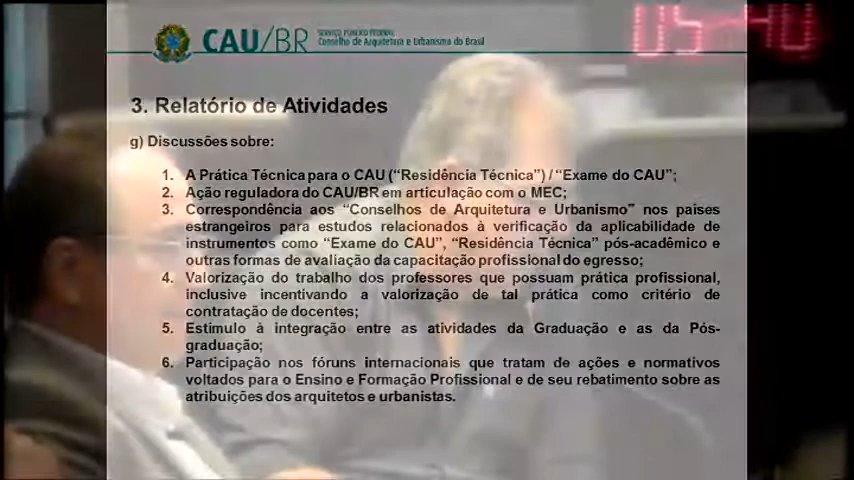 CAU/BR
SERVIÇO PÚBLICO FEDERAL
Conselho de Arquitetura e Urbanismo do Brasil
05 40
3. Relatório de Atividades
g) Discussões sobre:
1. A Prática Técnica para o CAU (“Residência Técnica”) / “Exame do CAU”;
2. Ação reguladora do CAU/BR em articulação com o MEC;
3. Correspondência aos “Conselhos de Arquitetura e Urbanismo” nos países
estrangeiros para estudos relacionados à verificação da aplicabilidade de
instrumentos como “Exame do CAU”, “Residência Técnica” pós-acadêmico e
outras formas de avaliação da capacitação profissional do egresso;
4. Valorização do trabalho dos professores que possuam prática profissional,
inclusive incentivando a valorização de tal prática como critério de
contratação de docentes;
5. Estímulo à integração entre as atividades da Graduação e as da Pós-
graduação;
6. Participação nos fóruns internacionais que tratam de ações e normativos
voltados para o Ensino e Formação Profissional e de seu rebatimento sobre as
atribuições dos arquitetos e urbanistas.